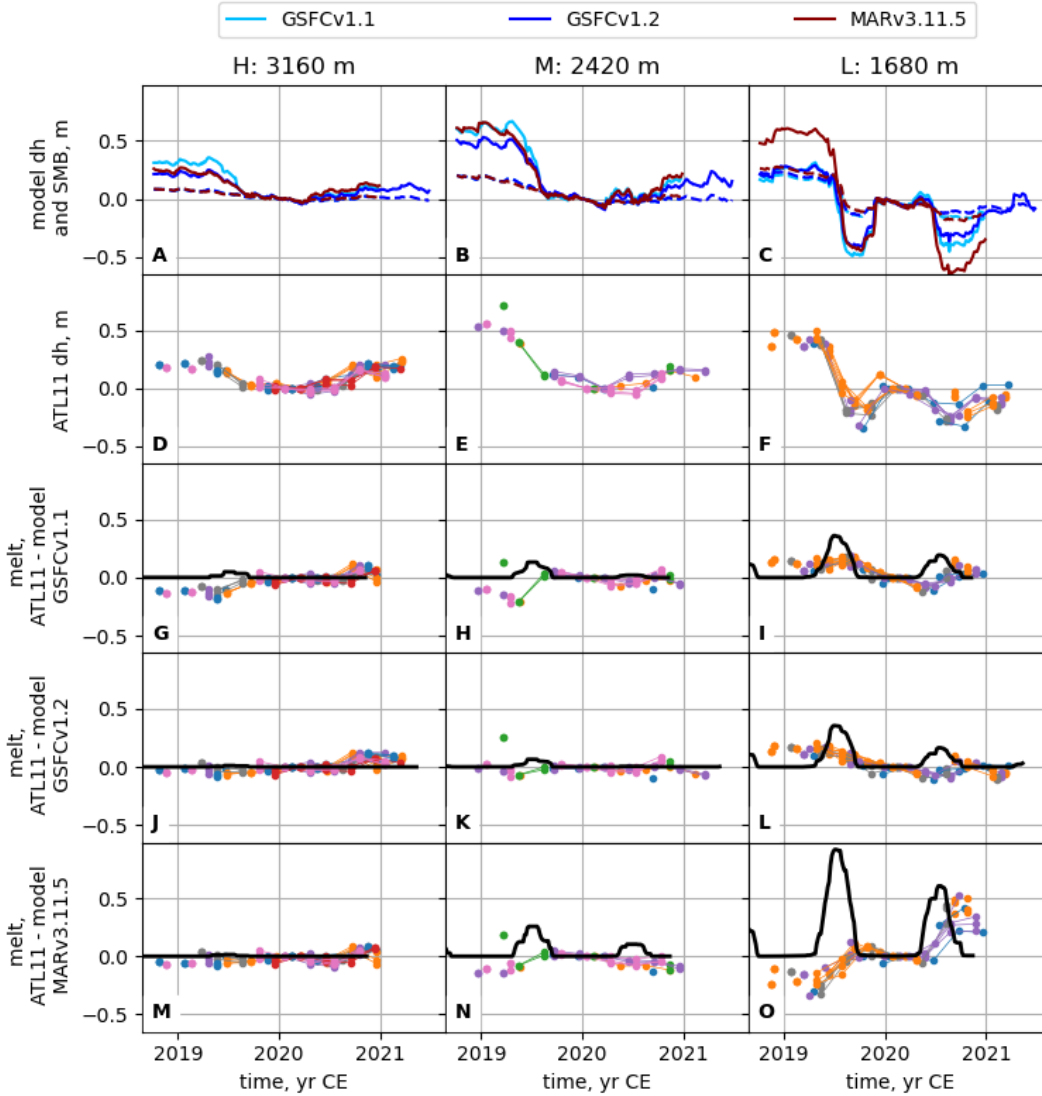 GSFCv1.1 GSFCv1.2 MARv3.11.5
H: 3160 m M: 2420 m L: 1680 m
model dh
and SMB, m
0.5
0.0
−0.5
A B C
ATL11 dh, m
0.5
0.0
−0.5
D E F
melt,
ATL11 - model
GSFCv1.1
0.5
0.0
−0.5
G H I
melt,
ATL11 - model
GSFCv1.2
0.5
0.0
−0.5
J K L
melt,
ATL11 - model
MARv3.11.5
0.5
0.0
−0.5
M N O
2019 2020 2021 2019 2020 2021 2019 2020 2021
time, yr CE time, yr CE time, yr CE